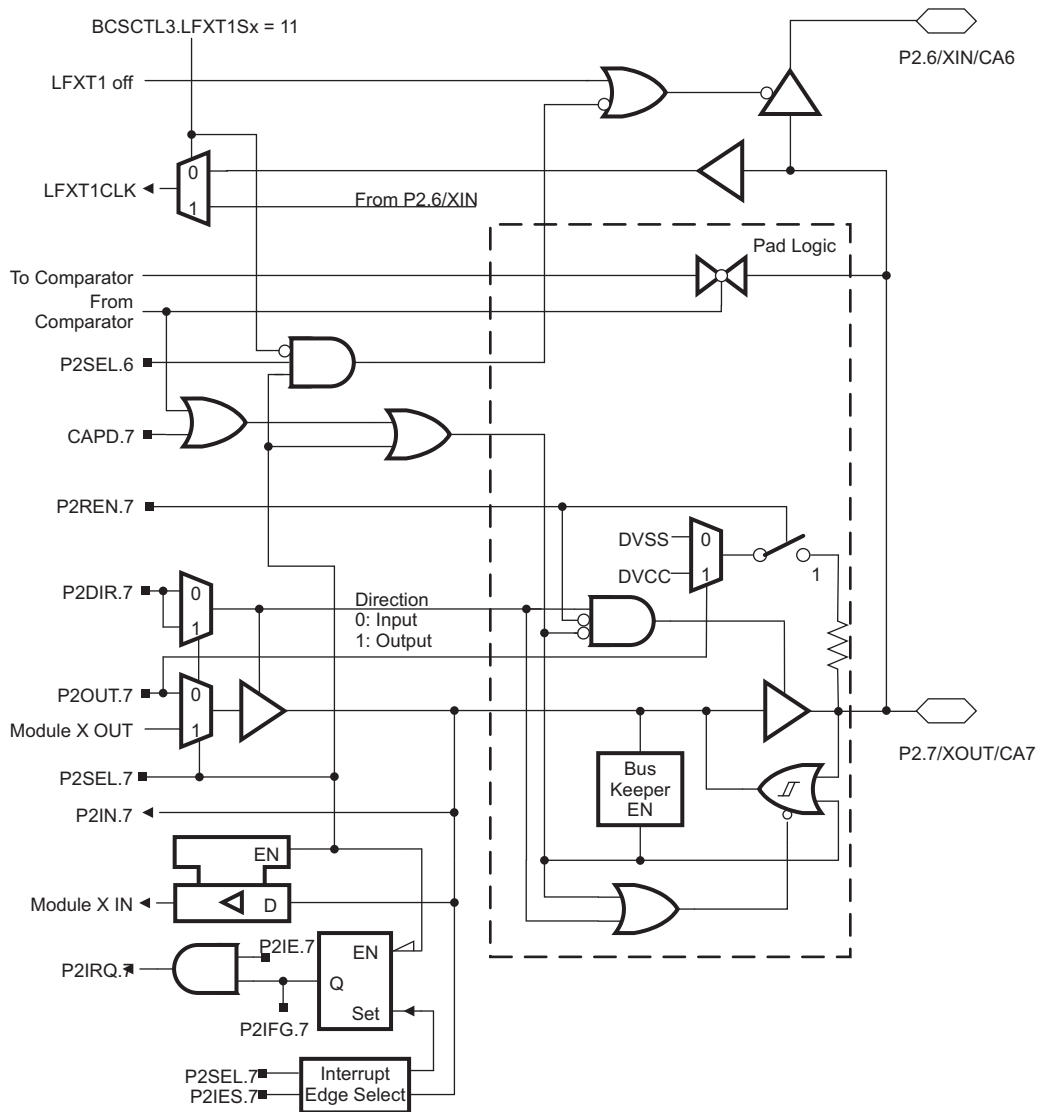 BCSCTL3.LFXT1Sx = 11
P2.6/XIN/CA6
LFXT1 off
0
LFXT1CLK
1
From P2.6/XIN
Pad Logic
To Comparator
From
Comparator
P2SEL.6
CAPD.7
P2REN.7
DVSS
0
DVCC
1
1
P2DIR.7
0
1
Direction
0: Input
1: Output
P2OUT.7
0
Module X OUT
1
P2.7/XOUT/CA7
P2SEL.7
Bus
Keeper
EN
P2IN.7
EN
Module X IN
D
P2IE.7
EN
P2IRQ.7
Q
Set
P2IFG.7
P2SEL.7
P2IES.7
Interrupt
Edge Select